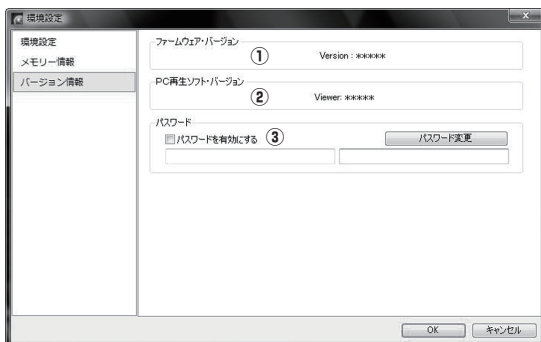 環境設定
環境設定
メモリー情報
バージョン情報
ファームウェア・バージョン
① Version : *****
PC再生ソフト・バージョン
② Viewer: *****
パスワード
パスワードを有効にする ③ パスワード変更
OK キャンセル